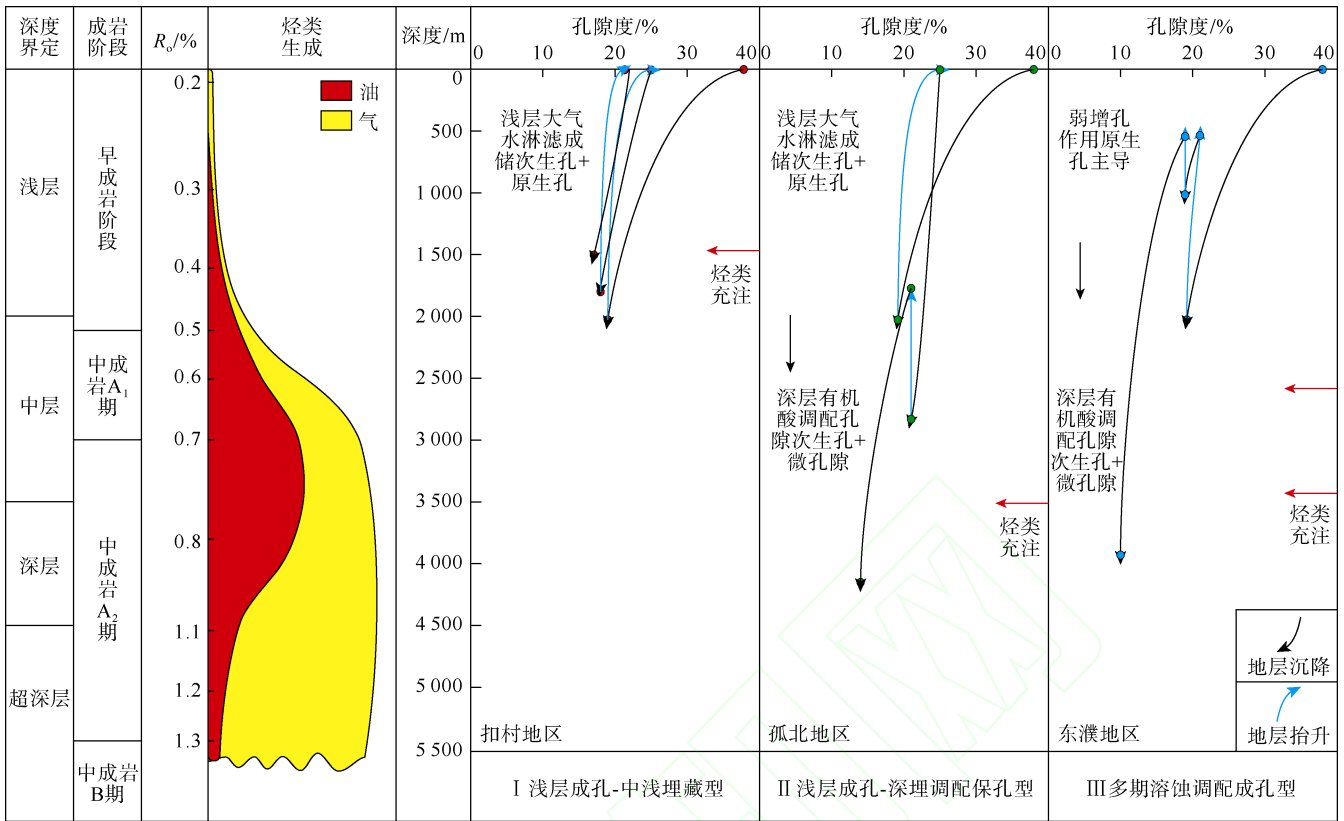 深度
界定
成岩
阶段
Ro/%
烃类
生成
深度/m
孔隙度/%
0 10 20 30 40
孔隙度/%
0 10 20 30 40
孔隙度/%
0 10 20 30 40
浅层
中层
深层
超深层
早成岩阶段
中成
岩A1
期
中成岩A2期
中成岩
B期
0.2
0.3
0.4
0.5
0.6
0.7
0.8
1.1
1.2
1.3
油
气
0
500
1 000
1 500
2 000
2 500
3 000
3 500
4 000
4 500
5 000
5 500
浅层大气
水淋滤成
储次生孔+
原生孔
烃类
充注
扣村地区
Ⅰ浅层成孔-中浅埋藏型
浅层大气
水淋滤成
储次生孔+
原生孔
深层有机
酸调配孔
隙次生孔+
微孔隙
烃类
充注
孤北地区
Ⅱ浅层成孔-深埋调配保孔型
弱增孔
作用原生
孔主导
深层有
机酸调
配孔隙
次生孔+
微孔隙
烃类
充注
地层沉降
地层抬升
东濮地区
Ⅲ多期溶蚀调配成孔型